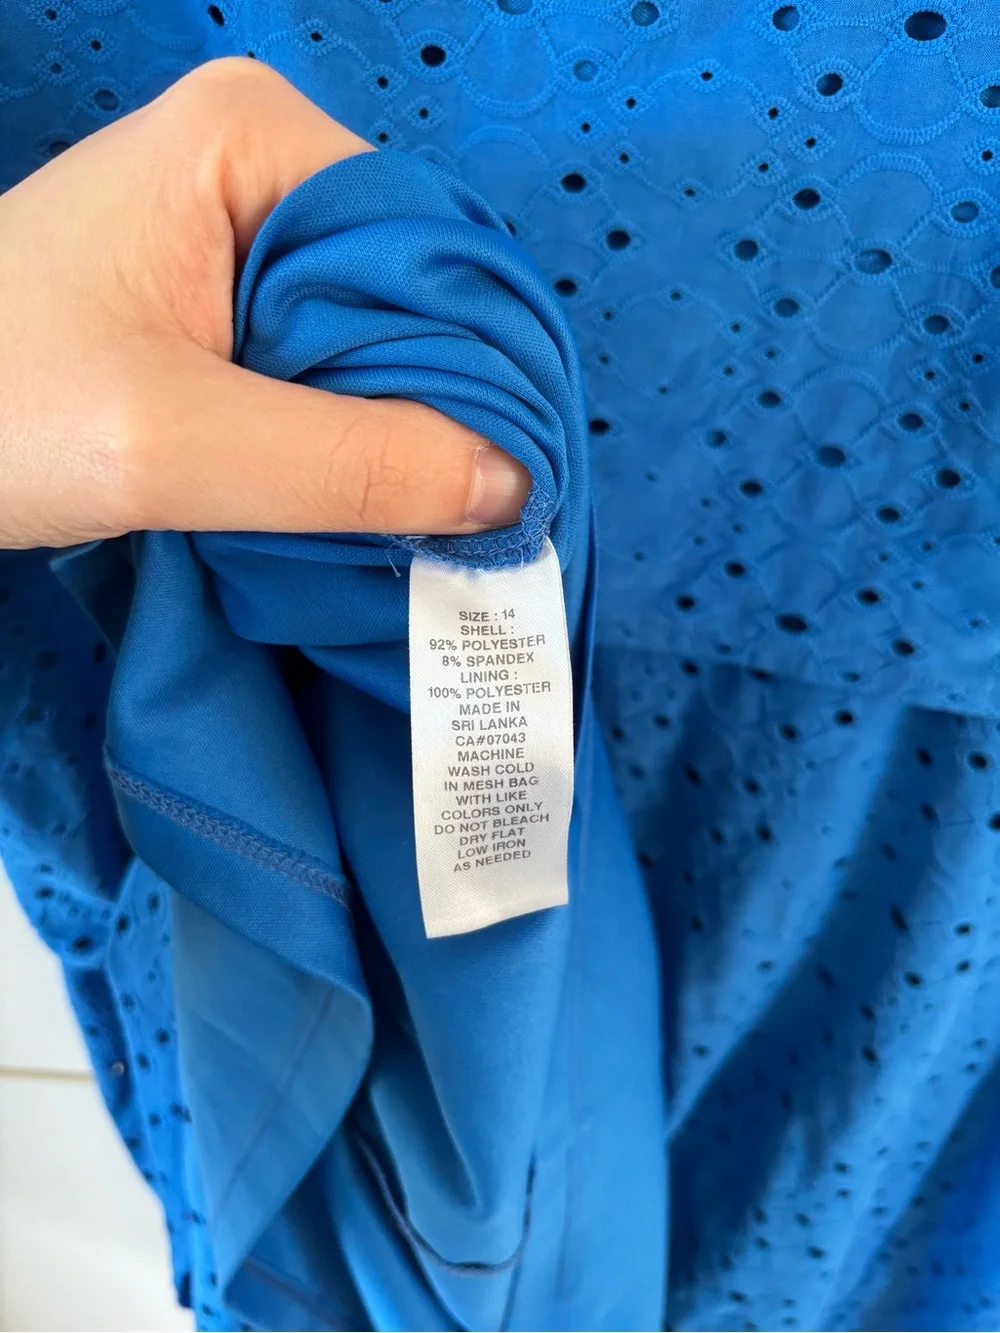 SIZE : 14
SHELL :
92% POLYESTER
8% SPANDEX
LINING :
100% POLYESTER
MADE IN
SRI LANKA
CA#07043
MACHINE
WASH COLD
IN MESH BAG
WITH LIKE
COLORS ONLY
DO NOT BLEACH
DRY FLAT
LOW IRON
AS NEEDED